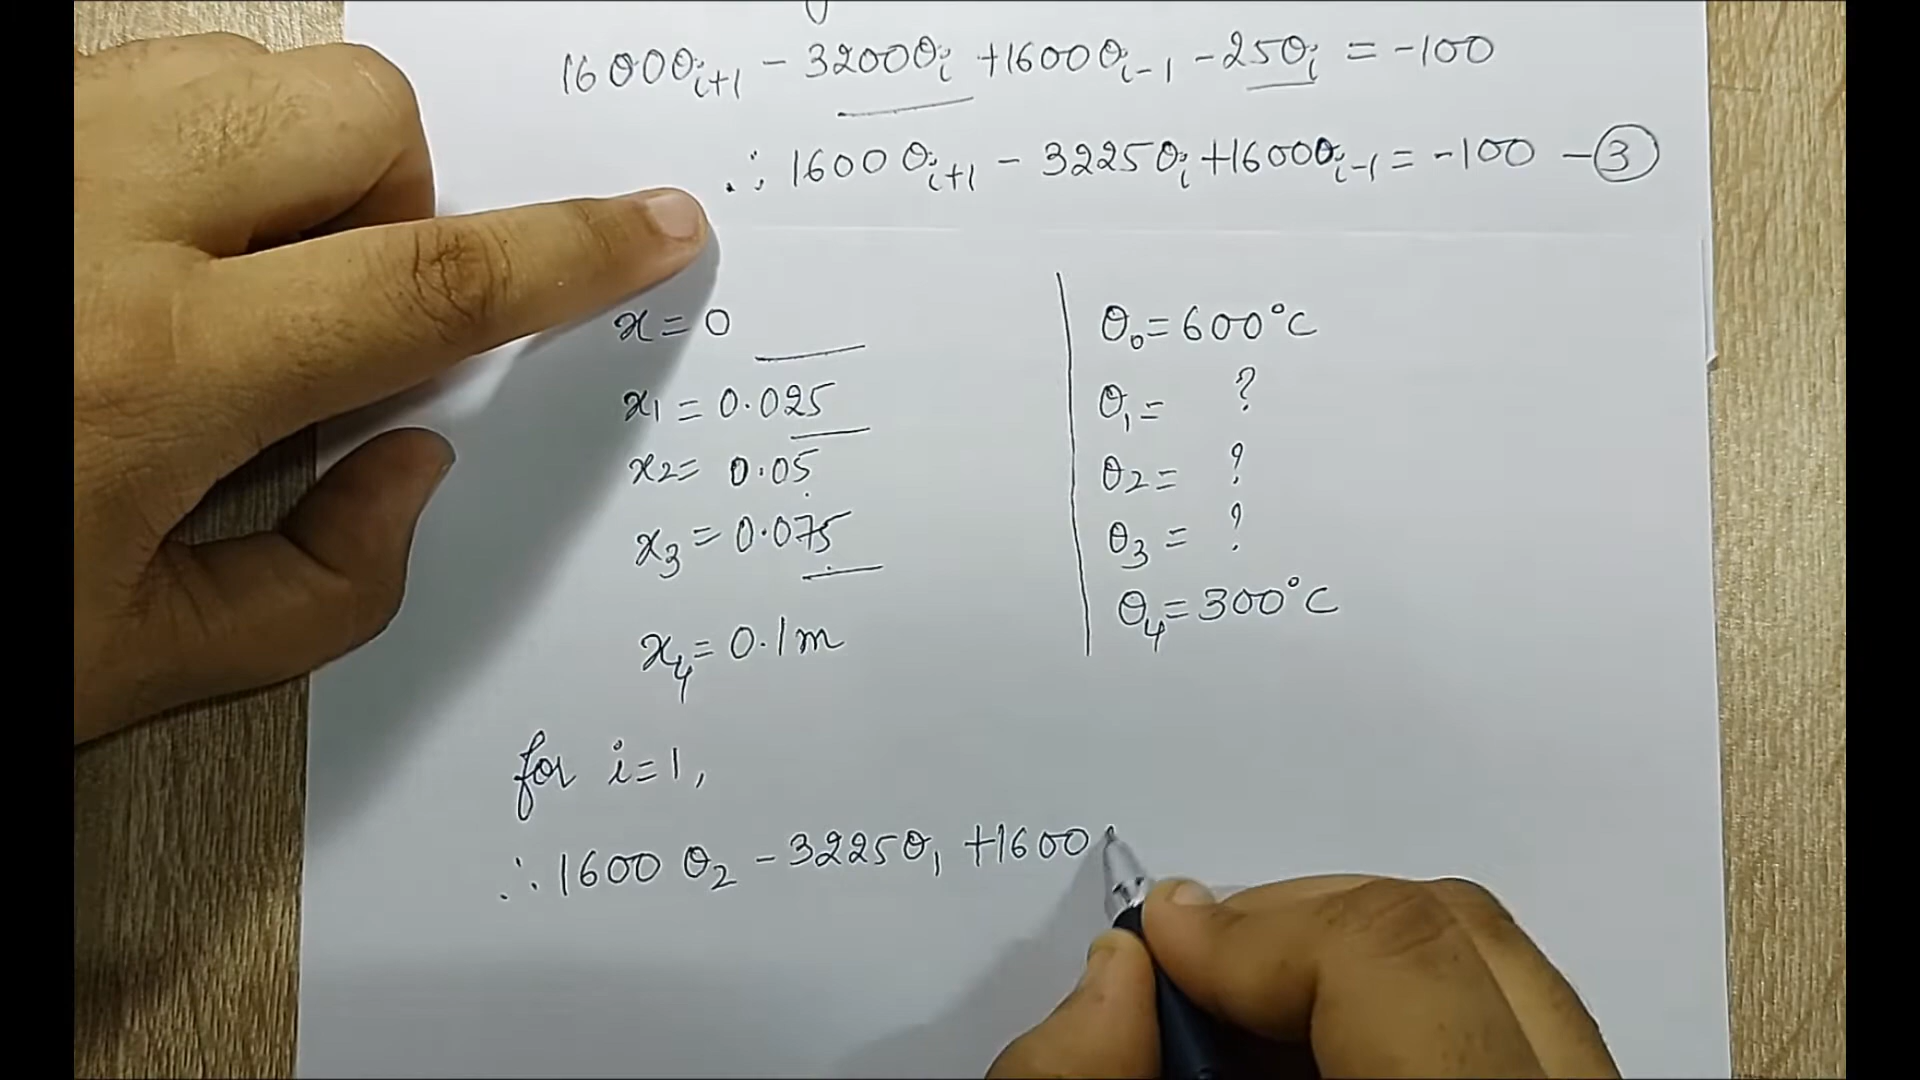 1600θᵢ₊₁ - 3200θᵢ + 1600θᵢ₋₁ - 25θᵢ = -100
∴ 1600θᵢ₊₁ - 3225θᵢ + 1600θᵢ₋₁ = -100 - ③
x = 0
x₁ = 0.025
x₂ = 0.05
x₃ = 0.075
x₄ = 0.1m
θ₀ = 600°C
θ₁ = ?
θ₂ = ?
θ₃ = ?
θ₄ = 300°C
for i=1,
∴ 1600 θ₂ - 3225θ₁ + 1600